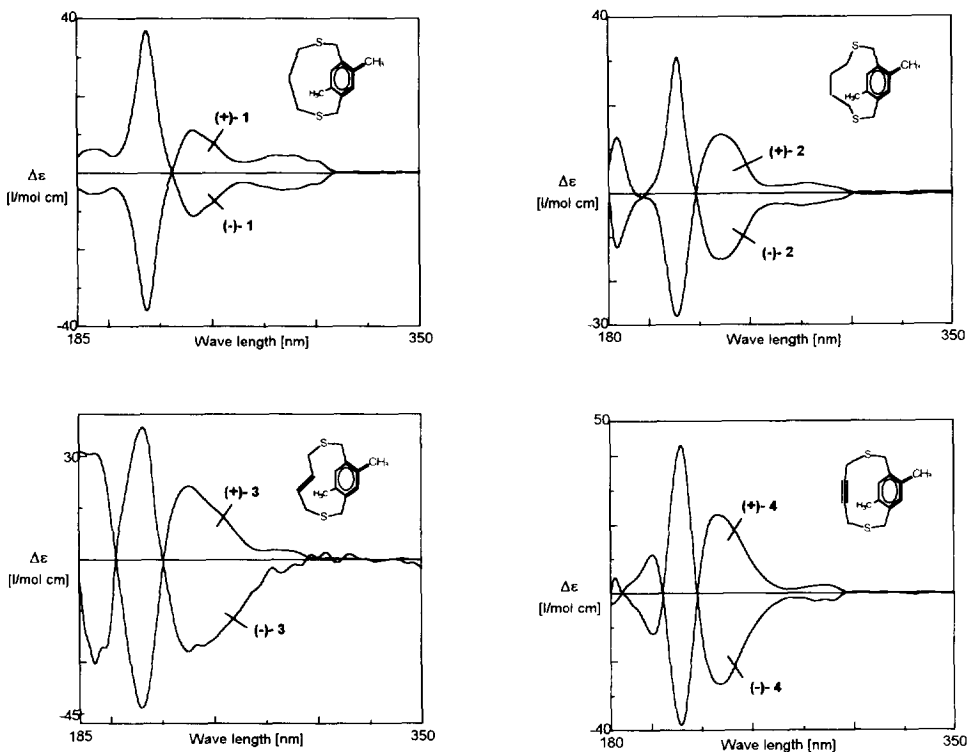 40
S
CH₃
H₃C
S
(+)- 1
Δε
[l/mol cm]
(-)- 1
-40
185
350
Wave length [nm]
40
S
CH₃
H₃C
S
(+)- 2
Δε
[l/mol cm]
(-)- 2
-30
180
350
Wave length [nm]
30
S
CH₃
H₃C
S
(+)- 3
Δε
[l/mol cm]
(-)- 3
-45
185
350
Wave length [nm]
50
S
CH₃
H₃C
S
(+)- 4
Δε
[l/mol cm]
(-)- 4
-40
180
350
Wave length [nm]